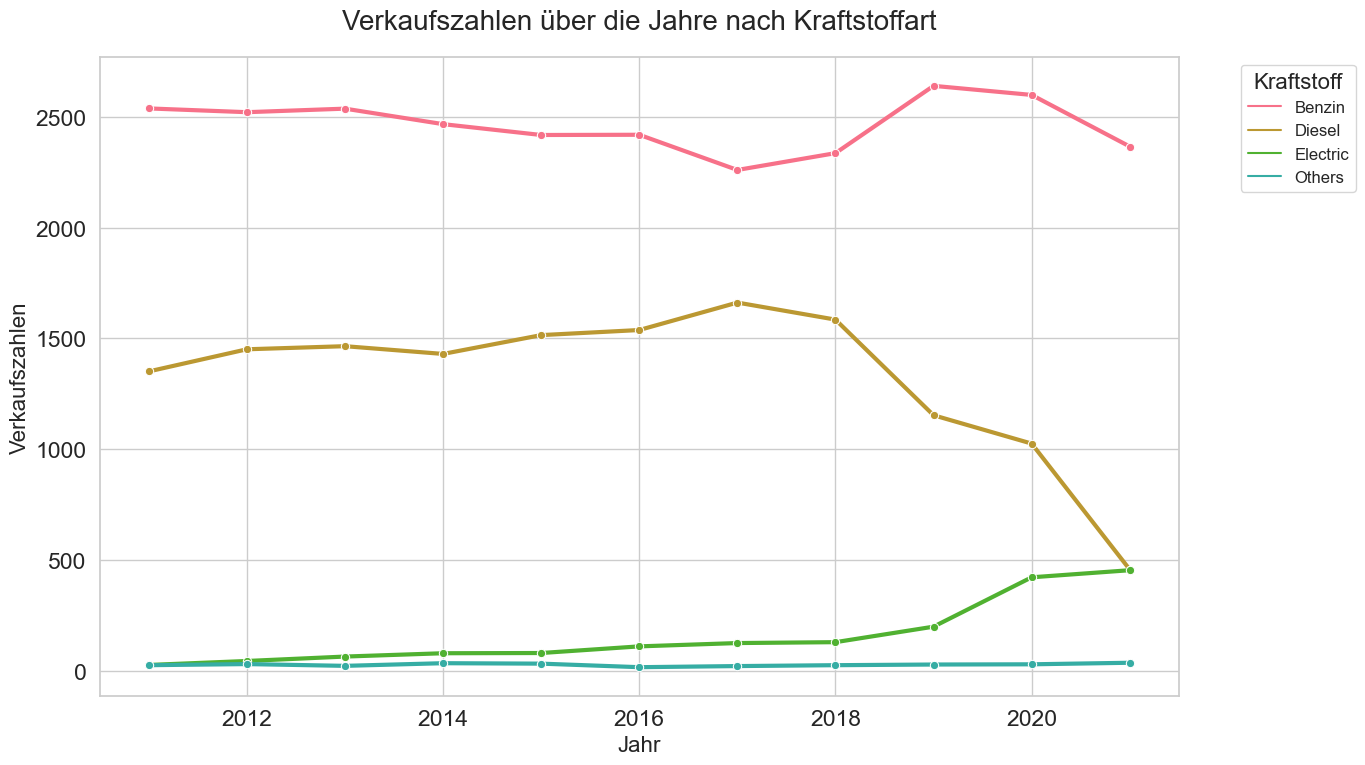 Verkaufszahlen über die Jahre nach Kraftstoffart
Kraftstoff
Benzin
Diesel
Electric
Others
Verkaufszahlen
2500
2000
1500
1000
500
0
2012 2014 2016 2018 2020
Jahr